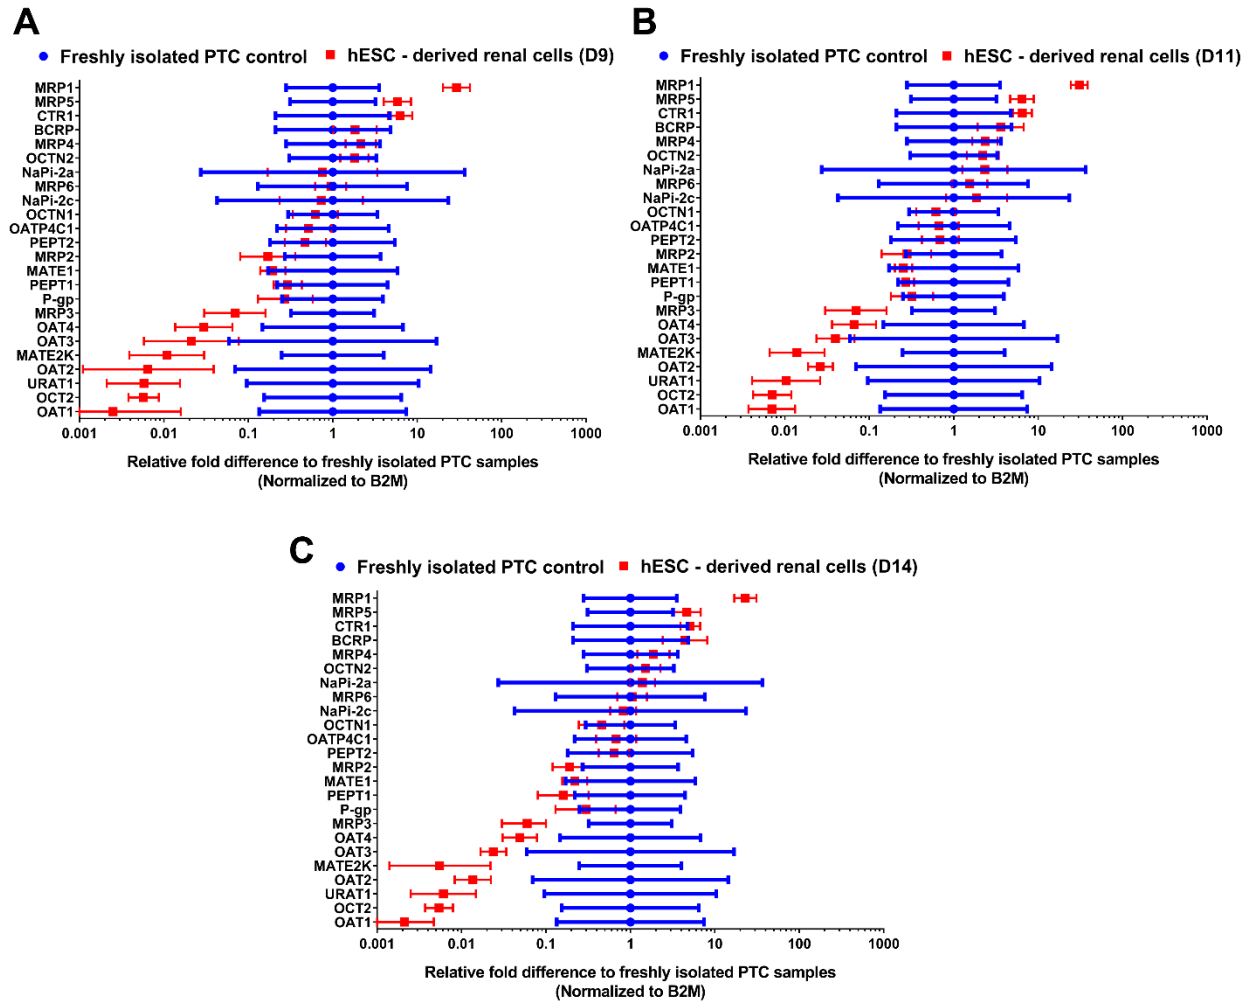 A
Freshly isolated PTC control hESC - derived renal cells (D9)
MRP1
MRP5
CTR1
BCRP
MRP4
OCTN2
NaPi-2a
MRP6
NaPi-2c
OCTN1
OATP4C1
PEPT2
MRP2
MATE1
PEPT1
P-gp
MRP3
OAT4
OAT3
MATE2K
OAT2
URAT1
OCT2
OAT1
0.001 0.01 0.1 1 10 100 1000
Relative fold difference to freshly isolated PTC samples
(Normalized to B2M)
B
Freshly isolated PTC control hESC - derived renal cells (D11)
MRP1
MRP5
CTR1
BCRP
MRP4
OCTN2
NaPi-2a
MRP6
NaPi-2c
OCTN1
OATP4C1
PEPT2
MRP2
MATE1
PEPT1
P-gp
MRP3
OAT4
OAT3
MATE2K
OAT2
URAT1
OCT2
OAT1
0.001 0.01 0.1 1 10 100 1000
Relative fold difference to freshly isolated PTC samples
(Normalized to B2M)
C
Freshly isolated PTC control hESC - derived renal cells (D14)
MRP1
MRP5
CTR1
BCRP
MRP4
OCTN2
NaPi-2a
MRP6
NaPi-2c
OCTN1
OATP4C1
PEPT2
MRP2
MATE1
PEPT1
P-gp
MRP3
OAT4
OAT3
MATE2K
OAT2
URAT1
OCT2
OAT1
0.001 0.01 0.1 1 10 100 1000
Relative fold difference to freshly isolated PTC samples
(Normalized to B2M)